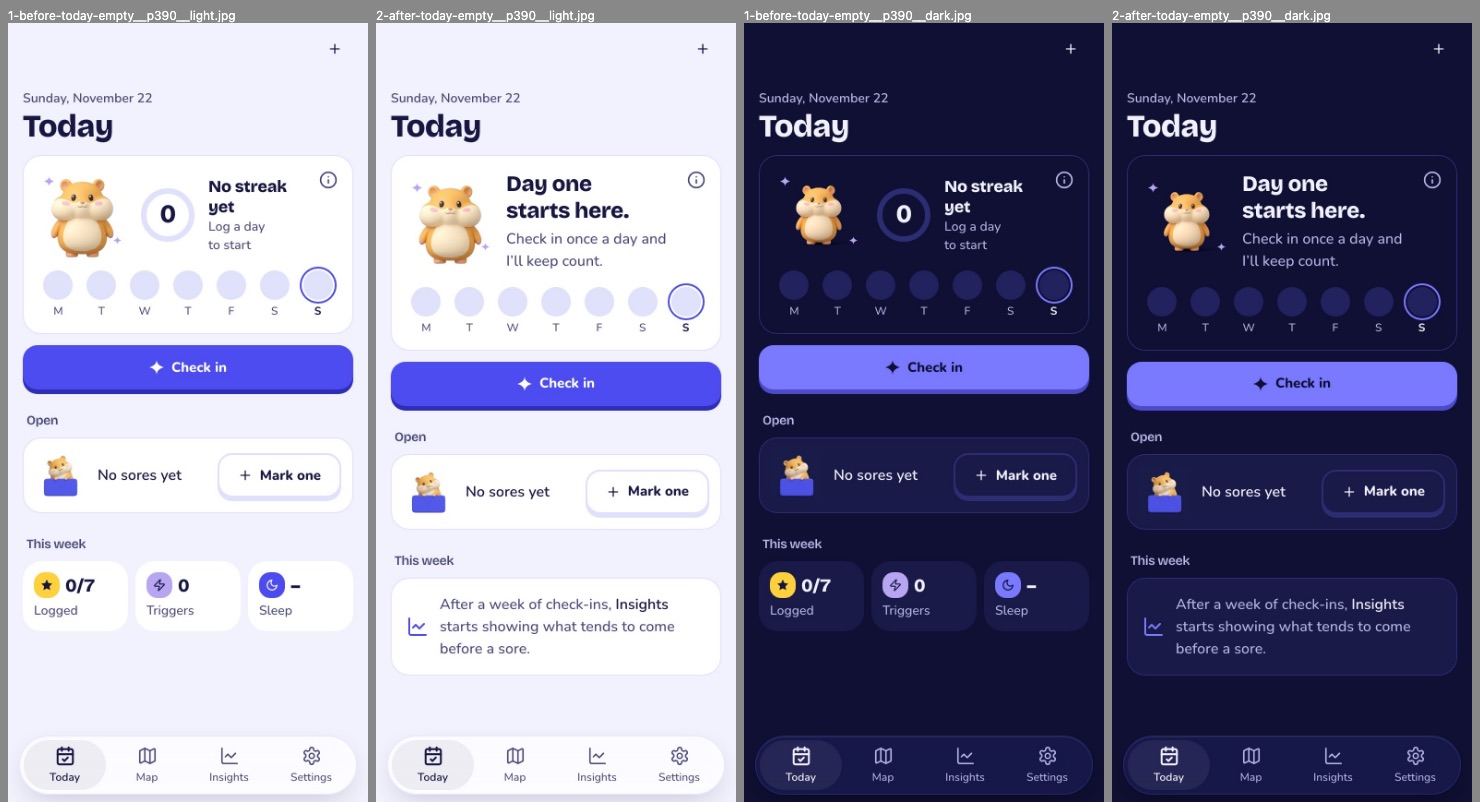 1-before-today-empty__p390__light.jpg
+
Sunday, November 22
Today
0
No streak
yet
Log a day
to start
M T W T F S S
Check in
Open
No sores yet
+ Mark one
This week
0/7
Logged
0
Triggers
–
Sleep
Today Map Insights Settings
2-after-today-empty__p390__light.jpg
+
Sunday, November 22
Today
Day one
starts here.
Check in once a day and
I’ll keep count.
M T W T F S S
Check in
Open
No sores yet
+ Mark one
This week
After a week of check-ins, Insights
starts showing what tends to come
before a sore.
Today Map Insights Settings
1-before-today-empty__p390__dark.jpg
+
Sunday, November 22
Today
0
No streak
yet
Log a day
to start
M T W T F S S
Check in
Open
No sores yet
+ Mark one
This week
0/7
Logged
0
Triggers
–
Sleep
Today Map Insights Settings
2-after-today-empty__p390__dark.jpg
+
Sunday, November 22
Today
Day one
starts here.
Check in once a day and
I’ll keep count.
M T W T F S S
Check in
Open
No sores yet
+ Mark one
This week
After a week of check-ins, Insights
starts showing what tends to come
before a sore.
Today Map Insights Settings